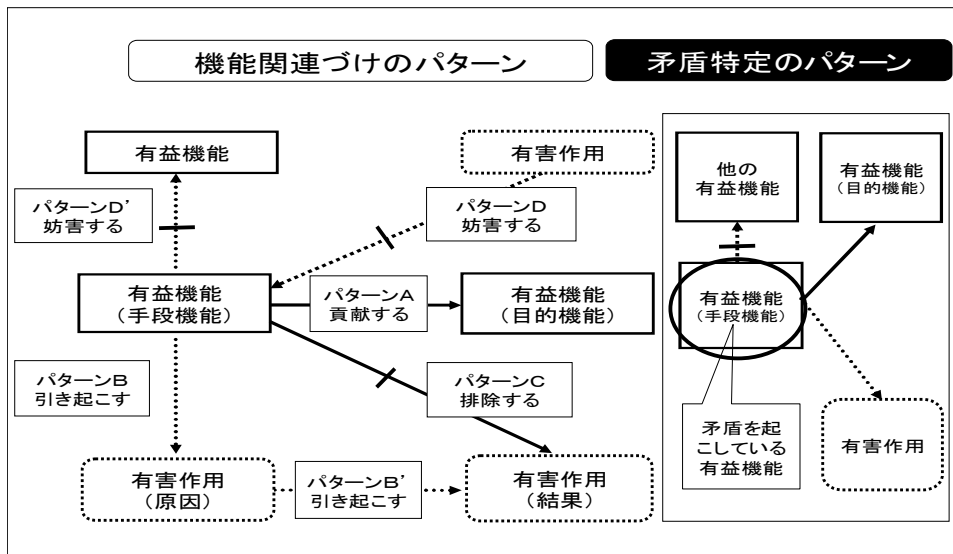 機能関連づけのパターン
矛盾特定のパターン
有益機能
有害作用
パターンD'
妨害する
パターンD
妨害する
有益機能
（手段機能）
パターンA
貢献する
有益機能
（目的機能）
パターンB
引き起こす
パターンC
排除する
有害作用
（原因）
パターンB'
引き起こす
有害作用
（結果）
他の
有益機能
有益機能
（目的機能）
有益機能
（手段機能）
矛盾を起
こしている
有益機能
有害作用